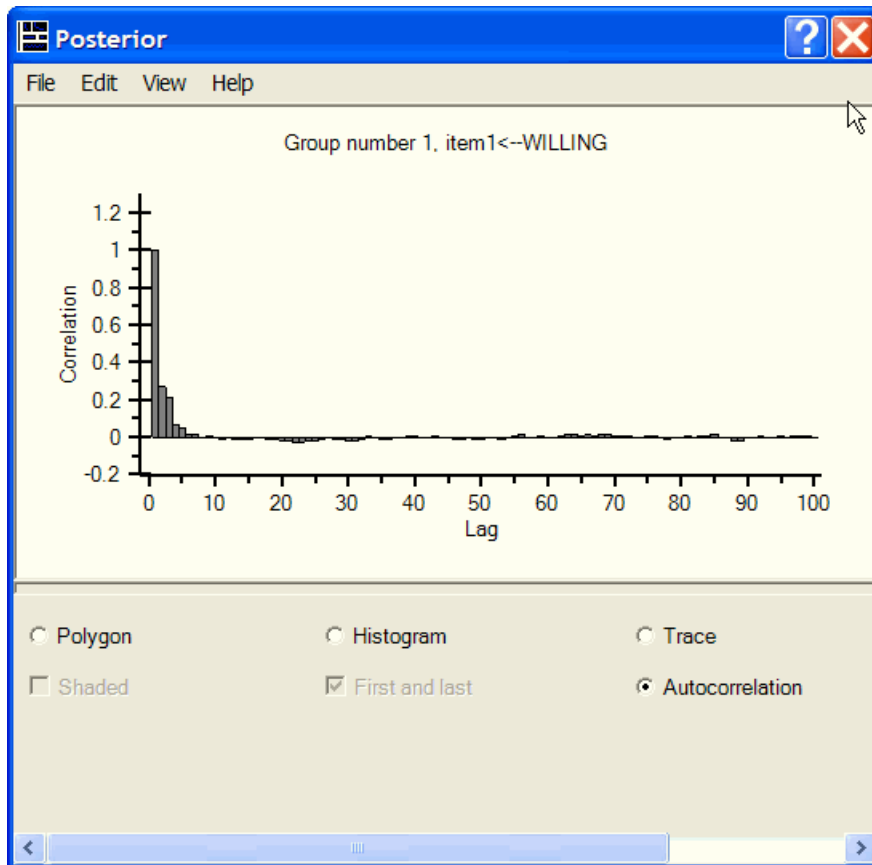 Posterior
File Edit View Help
Group number 1, item1<--WILLING
1.2
1
0.8
0.6
0.4
0.2
0
-0.2
Correlation
0 10 20 30 40 50 60 70 80 90 100
Lag
Polygon Histogram Trace
Shaded First and last Autocorrelation